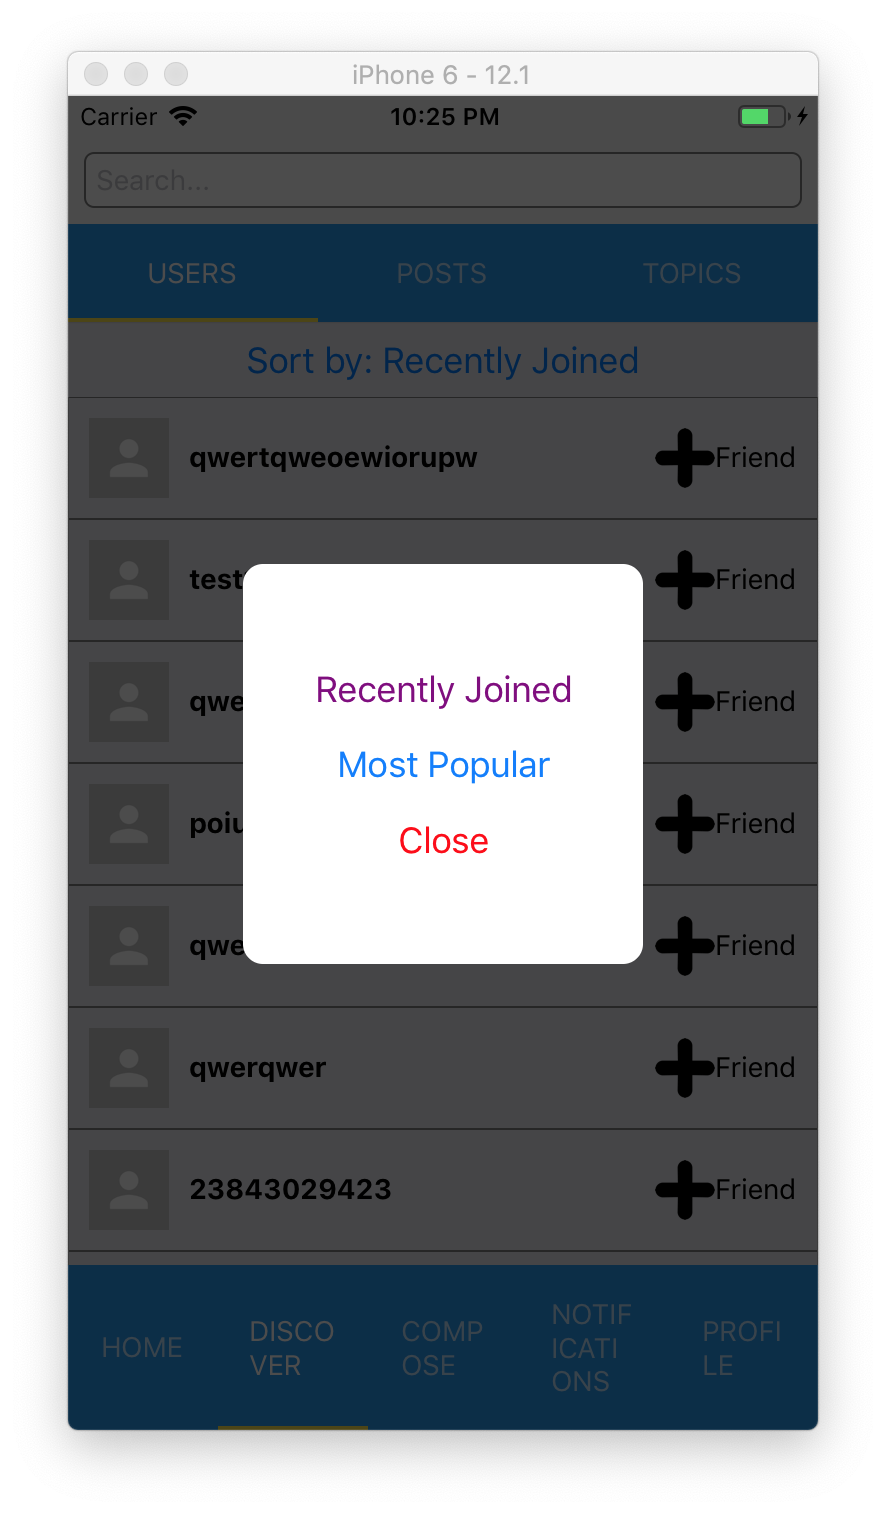 iPhone 6 - 12.1
Carrier 10:25 PM
Search...
USERS POSTS TOPICS
Sort by: Recently Joined
qwertqweoewiorupw Friend
test Friend
qwe Friend
poiu Friend
qwe Friend
Recently Joined
Most Popular
Close
qwerqwer Friend
23843029423 Friend
HOME
DISCO
VER
COMP
OSE
NOTIF
ICATI
ONS
PROFI
LE